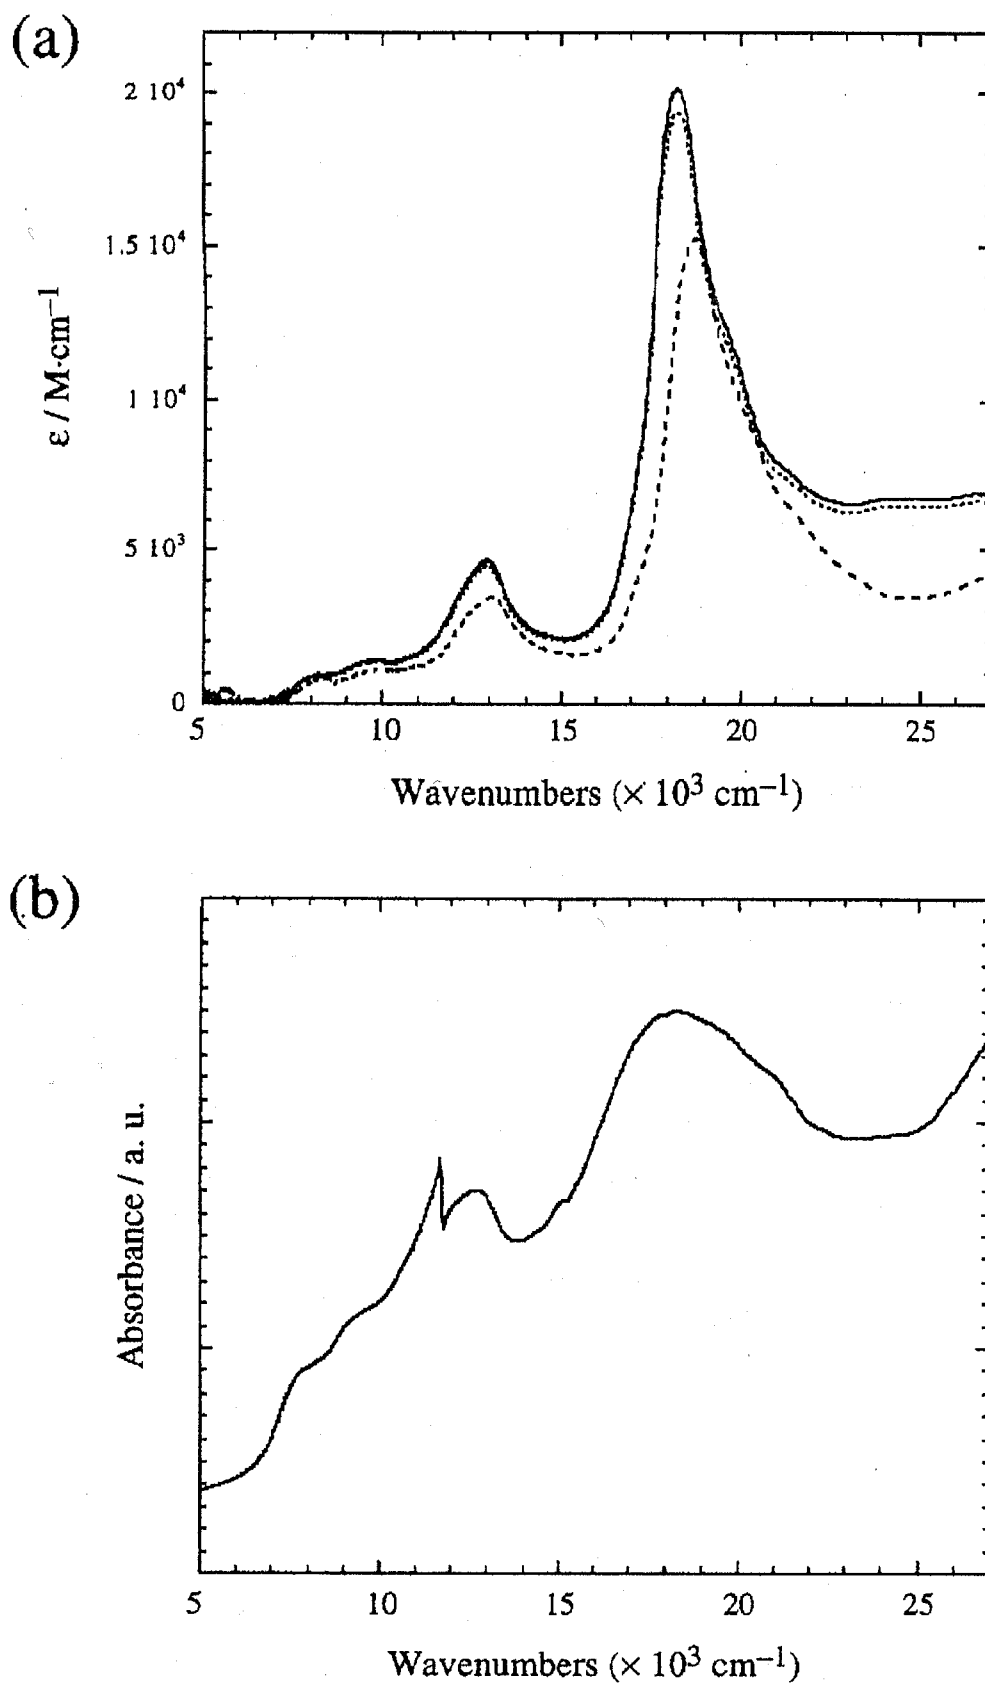 (a)
2 10⁴
1.5 10⁴
1 10⁴
5 10³
0
ε / M·cm⁻¹
5 10 15 20 25
Wavenumbers (× 10³ cm⁻¹)
(b)
Absorbance / a. u.
5 10 15 20 25
Wavenumbers (× 10³ cm⁻¹)